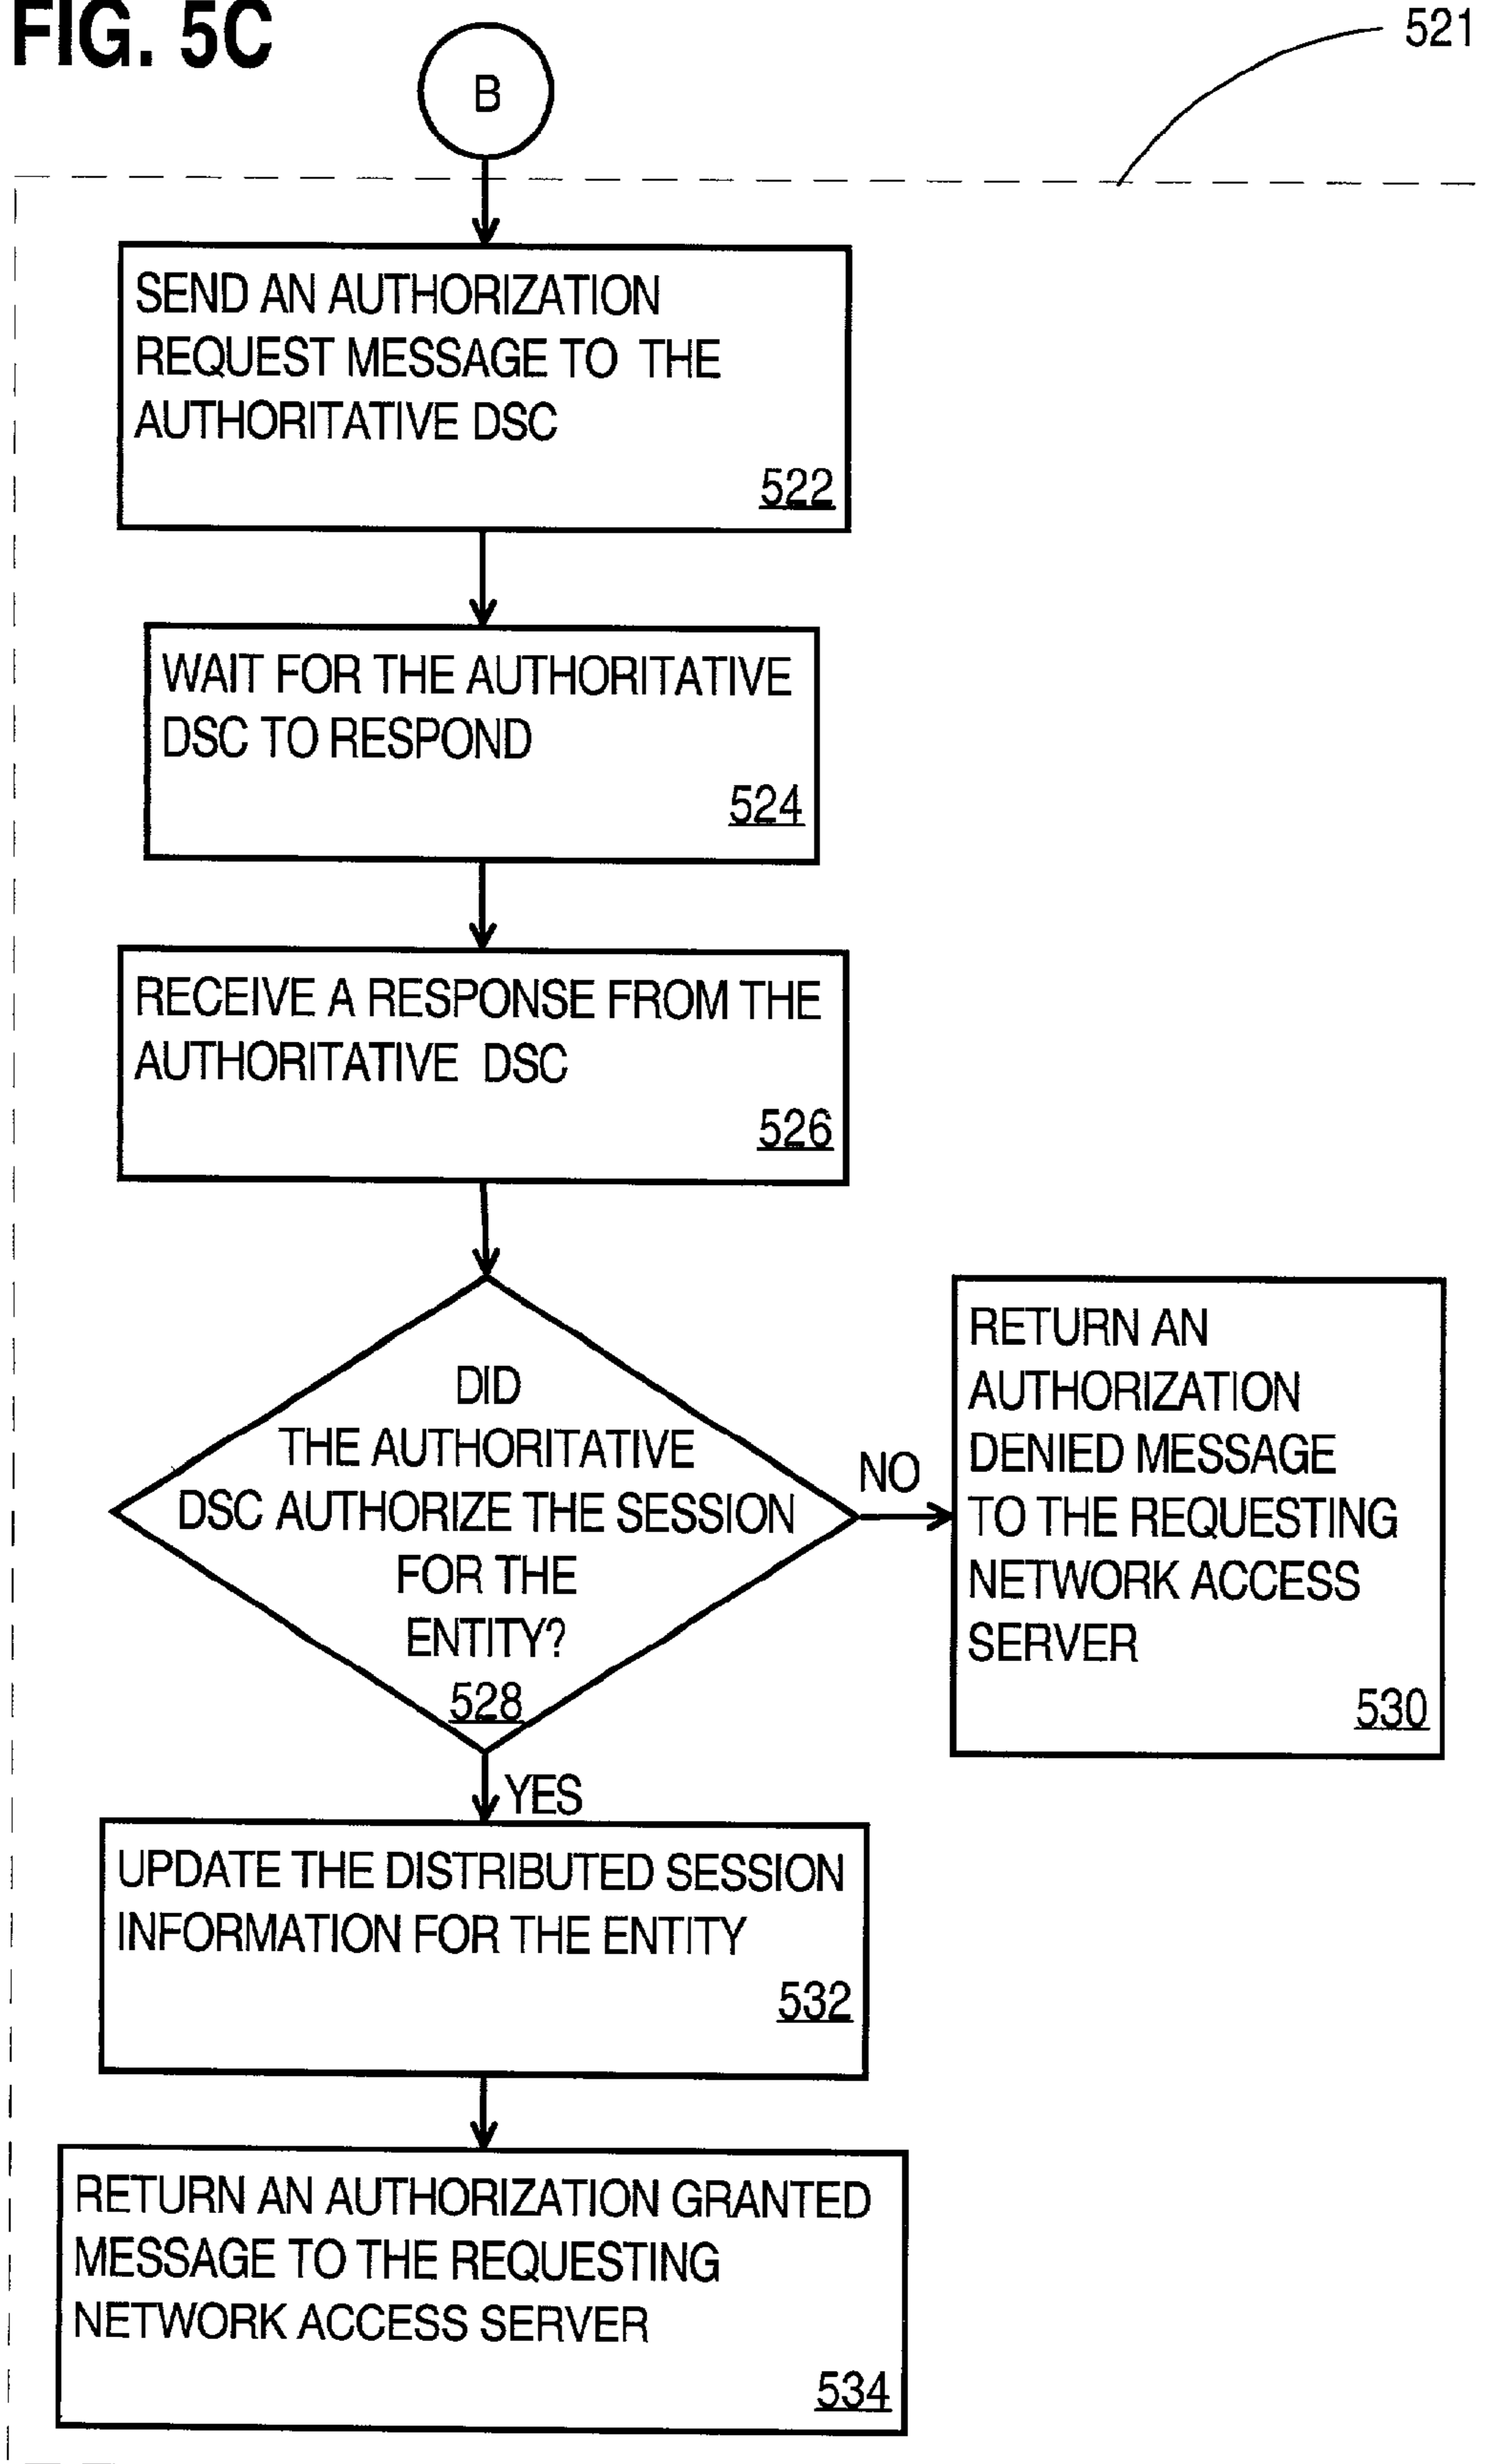 FIG. 5C
521
B
SEND AN AUTHORIZATION
REQUEST MESSAGE TO THE
AUTHORITATIVE DSC
522
WAIT FOR THE AUTHORITATIVE
DSC TO RESPOND
524
RECEIVE A RESPONSE FROM THE
AUTHORITATIVE DSC
526
DID
THE AUTHORITATIVE
DSC AUTHORIZE THE SESSION
FOR THE
ENTITY?
528
NO
RETURN AN
AUTHORIZATION
DENIED MESSAGE
TO THE REQUESTING
NETWORK ACCESS
SERVER
530
YES
UPDATE THE DISTRIBUTED SESSION
INFORMATION FOR THE ENTITY
532
RETURN AN AUTHORIZATION GRANTED
MESSAGE TO THE REQUESTING
NETWORK ACCESS SERVER
534